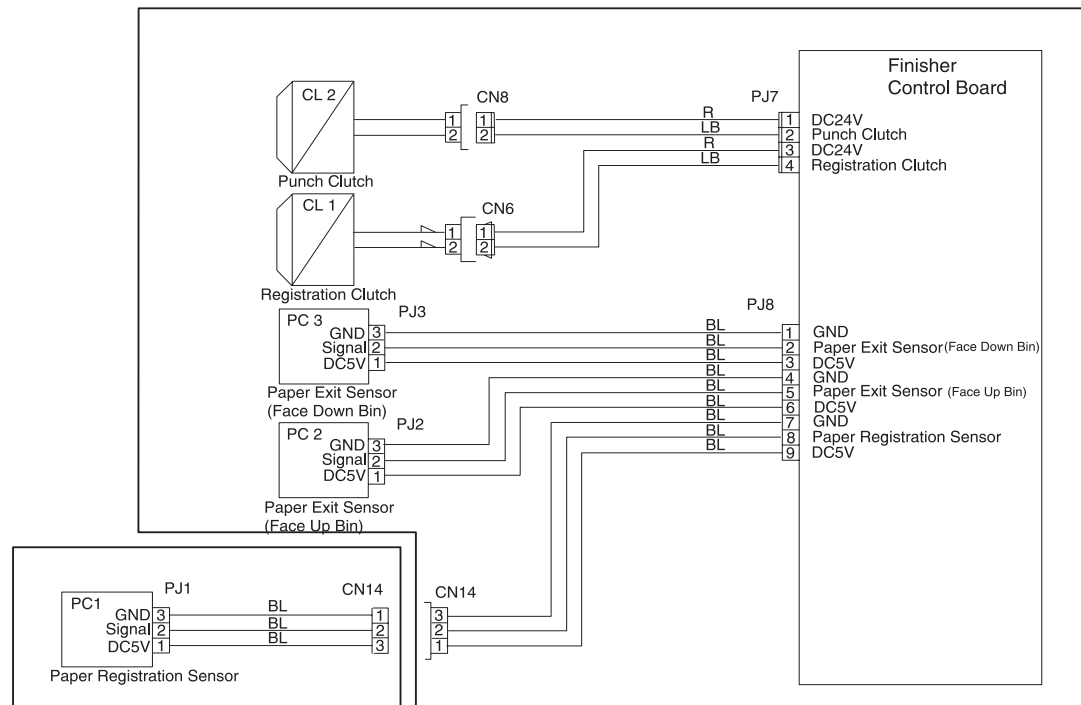 Finisher
Control Board
CL 2
CN8
PJ7
1
2
1
2
R
LB
R
LB
1 DC24V
2 Punch Clutch
3 DC24V
4 Registration Clutch
Punch Clutch
CL 1
CN6
1
2
1
2
Registration Clutch
PC 3
PJ3
GND 3
Signal 2
DC5V 1
Paper Exit Sensor
(Face Down Bin)
PJ8
BL
BL
BL
BL
BL
BL
BL
BL
BL
1 GND
2 Paper Exit Sensor (Face Down Bin)
3 DC5V
4 GND
5 Paper Exit Sensor (Face Up Bin)
6 DC5V
7 GND
8 Paper Registration Sensor
9 DC5V
PC 2
PJ2
GND 3
Signal 2
DC5V 1
Paper Exit Sensor
(Face Up Bin)
PC1
PJ1
GND 3
Signal 2
DC5V 1
BL
BL
BL
CN14
1
2
3
CN14
3
2
1
Paper Registration Sensor